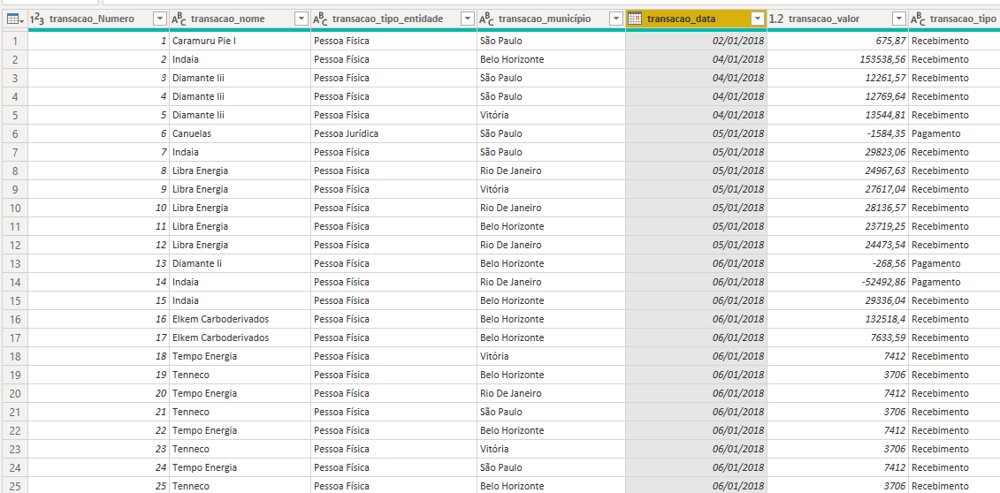 123 transacao_Numero ABC transacao_nome ABC transacao_tipo_entidade ABC transacao_município transacao_data 1.2 transacao_valor ABC transacao_tipo
1 1 Caramuru Pie I Pessoa Física São Paulo 02/01/2018 675,87 Recebimento
2 2 Indaia Pessoa Física Belo Horizonte 04/01/2018 153538,56 Recebimento
3 3 Diamante Iii Pessoa Física São Paulo 04/01/2018 12261,57 Recebimento
4 4 Diamante Iii Pessoa Física São Paulo 04/01/2018 12769,64 Recebimento
5 5 Diamante Iii Pessoa Física Vitória 04/01/2018 13544,81 Recebimento
6 6 Canuelas Pessoa Jurídica São Paulo 05/01/2018 -1584,35 Pagamento
7 7 Indaia Pessoa Física São Paulo 05/01/2018 29823,06 Recebimento
8 8 Libra Energia Pessoa Física Rio De Janeiro 05/01/2018 24967,63 Recebimento
9 9 Libra Energia Pessoa Física Vitória 05/01/2018 27617,04 Recebimento
10 10 Libra Energia Pessoa Física Rio De Janeiro 05/01/2018 28136,57 Recebimento
11 11 Libra Energia Pessoa Física Belo Horizonte 05/01/2018 23719,25 Recebimento
12 12 Libra Energia Pessoa Física Rio De Janeiro 05/01/2018 24473,54 Recebimento
13 13 Diamante Ii Pessoa Física Belo Horizonte 06/01/2018 -268,56 Pagamento
14 14 Indaia Pessoa Física Rio De Janeiro 06/01/2018 -52492,86 Pagamento
15 15 Indaia Pessoa Física Belo Horizonte 06/01/2018 29336,04 Recebimento
16 16 Elkem Carboderivados Pessoa Física Belo Horizonte 06/01/2018 132518,4 Recebimento
17 17 Elkem Carboderivados Pessoa Física Belo Horizonte 06/01/2018 7633,59 Recebimento
18 18 Tempo Energia Pessoa Física Vitória 06/01/2018 7412 Recebimento
19 19 Tenneco Pessoa Física Belo Horizonte 06/01/2018 3706 Recebimento
20 20 Tempo Energia Pessoa Física Rio De Janeiro 06/01/2018 7412 Recebimento
21 21 Tenneco Pessoa Física São Paulo 06/01/2018 3706 Recebimento
22 22 Tempo Energia Pessoa Física Belo Horizonte 06/01/2018 7412 Recebimento
23 23 Tenneco Pessoa Física Vitória 06/01/2018 3706 Recebimento
24 24 Tempo Energia Pessoa Física São Paulo 06/01/2018 7412 Recebimento
25 25 Tenneco Pessoa Física Belo Horizonte 06/01/2018 3706 Recebimento